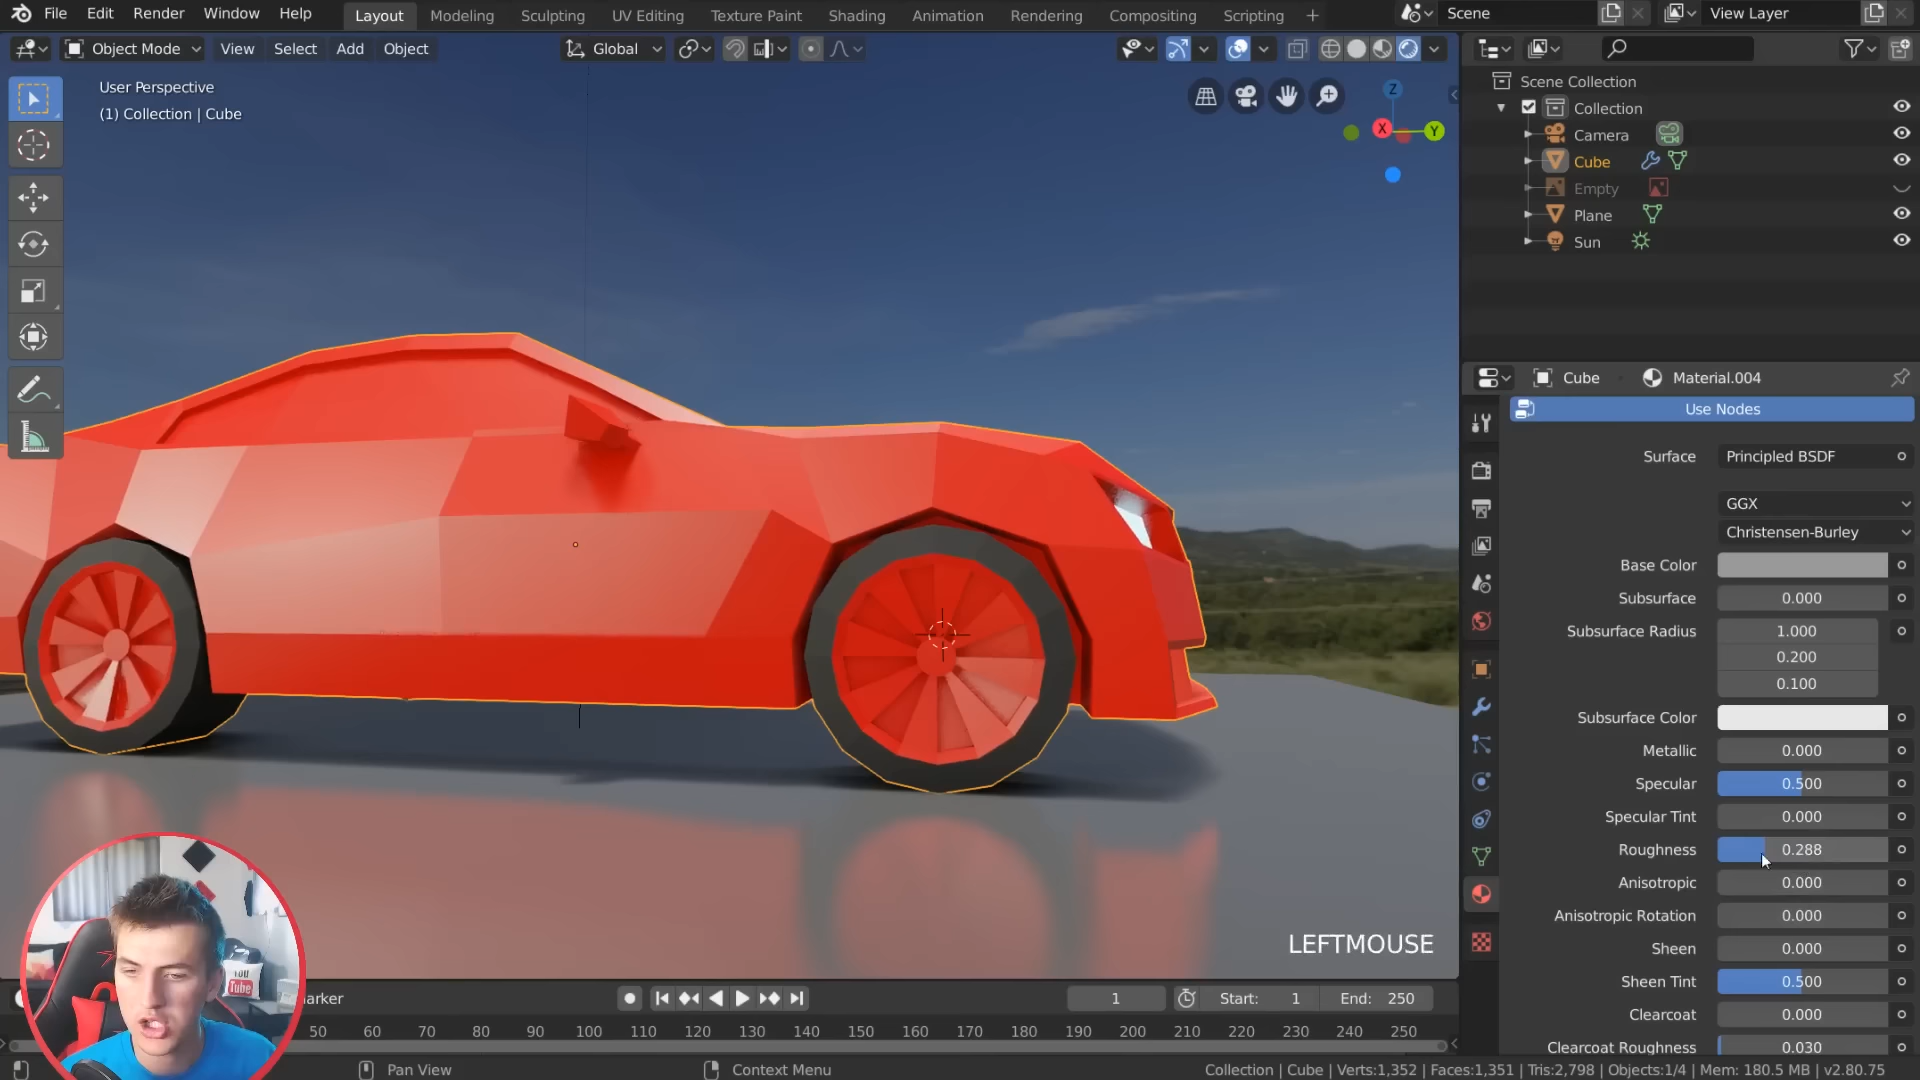 File Edit Render Window Help Layout Modeling Sculpting UV Editing Texture Paint Shading Animation Rendering Compositing Scripting + Scene View Layer
Object Mode View Select Add Object Global
User Perspective
(1) Collection | Cube
Z
X
Y
Scene Collection
Collection
Camera
Cube
Empty
Plane
Sun
Cube Material.004
Use Nodes
Surface Principled BSDF
GGX
Christensen-Burley
Base Color
Subsurface 0.000
Subsurface Radius 1.000
0.200
0.100
Subsurface Color
Metallic 0.000
Specular 0.500
Specular Tint 0.000
Roughness 0.288
Anisotropic 0.000
Anisotropic Rotation 0.000
Sheen 0.000
Sheen Tint 0.500
Clearcoat 0.000
Clearcoat Roughness 0.030
LEFTMOUSE
You
Tube
arker 1 Start: 1 End: 250
50 60 70 80 90 100 110 120 130 140 150 160 170 180 190 200 210 220 230 240 250
Pan View Context Menu Collection | Cube | Verts:1,352 | Faces:1,351 | Tris:2,798 | Objects:1/4 | Mem: 180.5 MB | v2.80.75